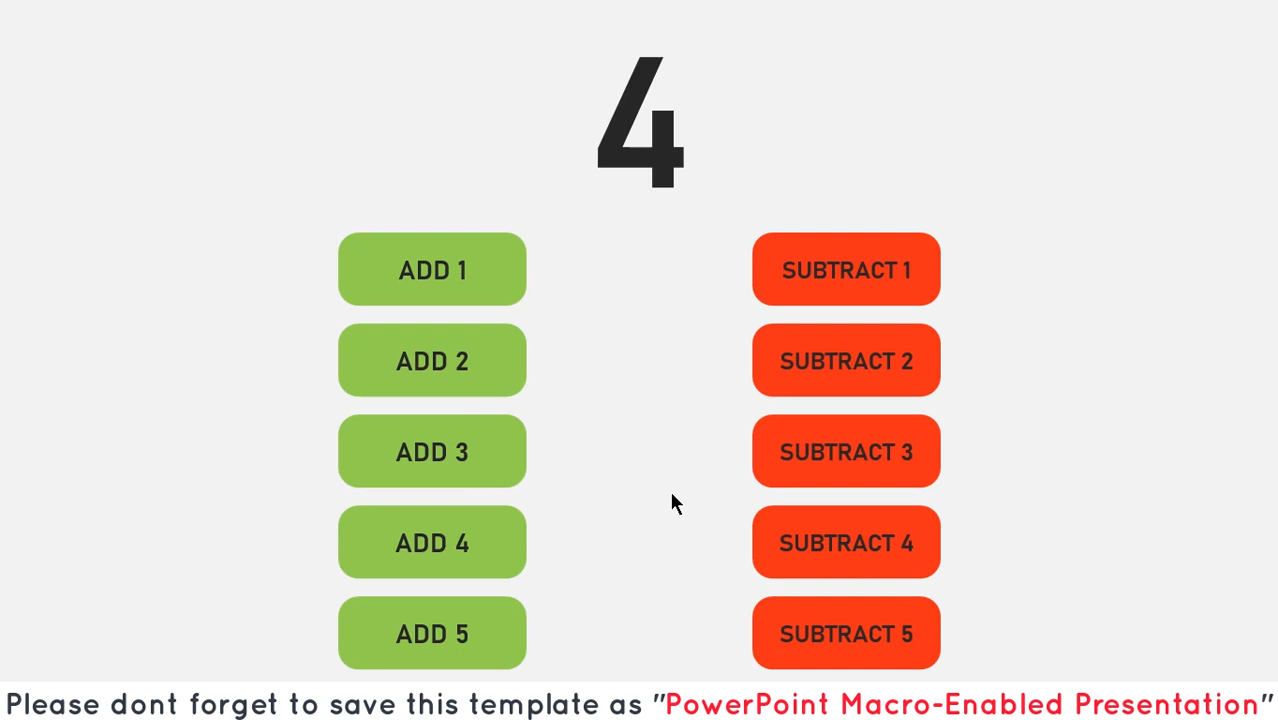 4
ADD 1
SUBTRACT 1
ADD 2
SUBTRACT 2
ADD 3
SUBTRACT 3
ADD 4
SUBTRACT 4
ADD 5
SUBTRACT 5
Please dont forget to save this template as "PowerPoint Macro-Enabled Presentation"